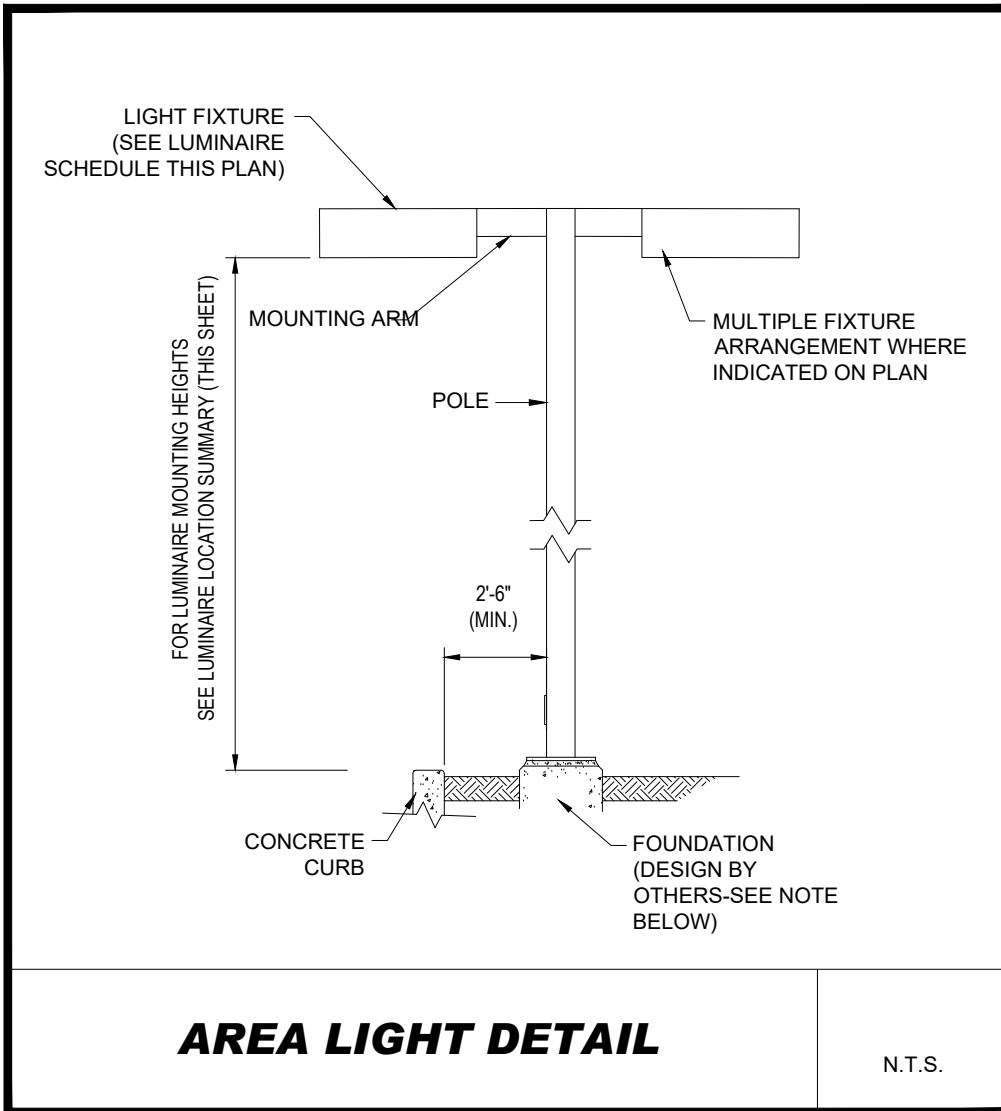 LIGHT FIXTURE
(SEE LUMINAIRE
SCHEDULE THIS PLAN)
MOUNTING ARM
MULTIPLE FIXTURE
ARRANGEMENT WHERE
INDICATED ON PLAN
POLE
FOR LUMINAIRE MOUNTING HEIGHTS
SEE LUMINAIRE LOCATION SUMMARY (THIS SHEET)
2'-6"
(MIN.)
CONCRETE
CURB
FOUNDATION
(DESIGN BY
OTHERS-SEE NOTE
BELOW)
AREA LIGHT DETAIL
N.T.S.